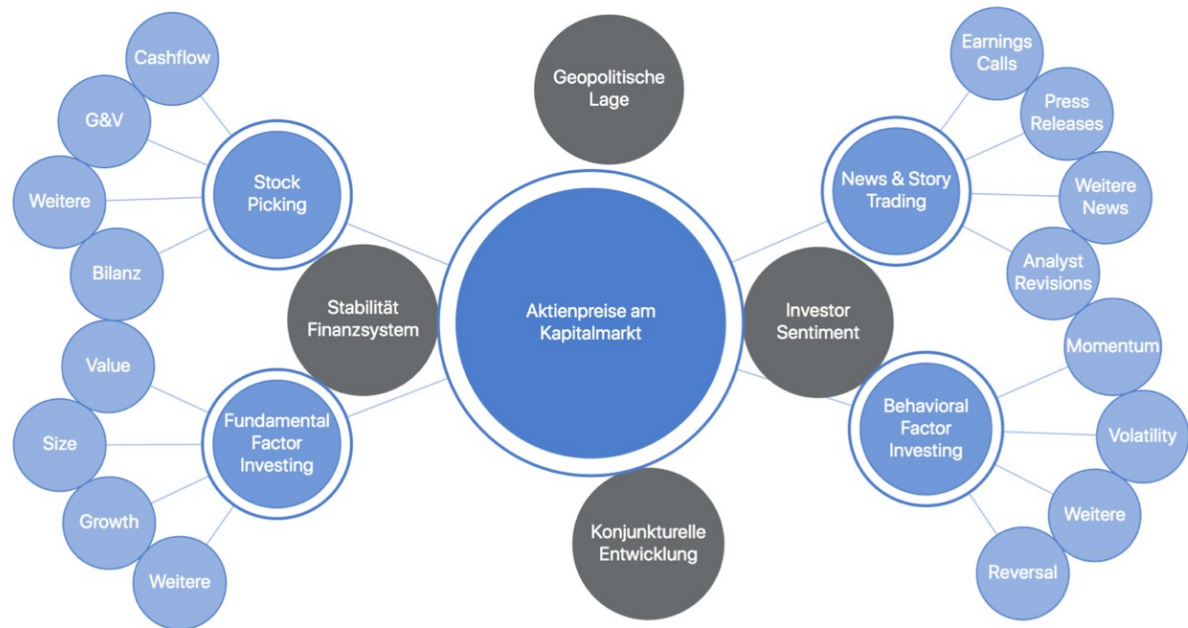 Cashflow
G&V
Weitere
Bilanz
Stock
Picking
Value
Size
Growth
Weitere
Fundamental
Factor
Investing
Geopolitische
Lage
Stabilität
Finanzsystem
Aktienpreise am
Kapitalmarkt
Investor
Sentiment
Konjunkturelle
Entwicklung
News & Story
Trading
Earnings
Calls
Press
Releases
Weitere
News
Analyst
Revisions
Behavioral
Factor
Investing
Momentum
Volatility
Weitere
Reversal